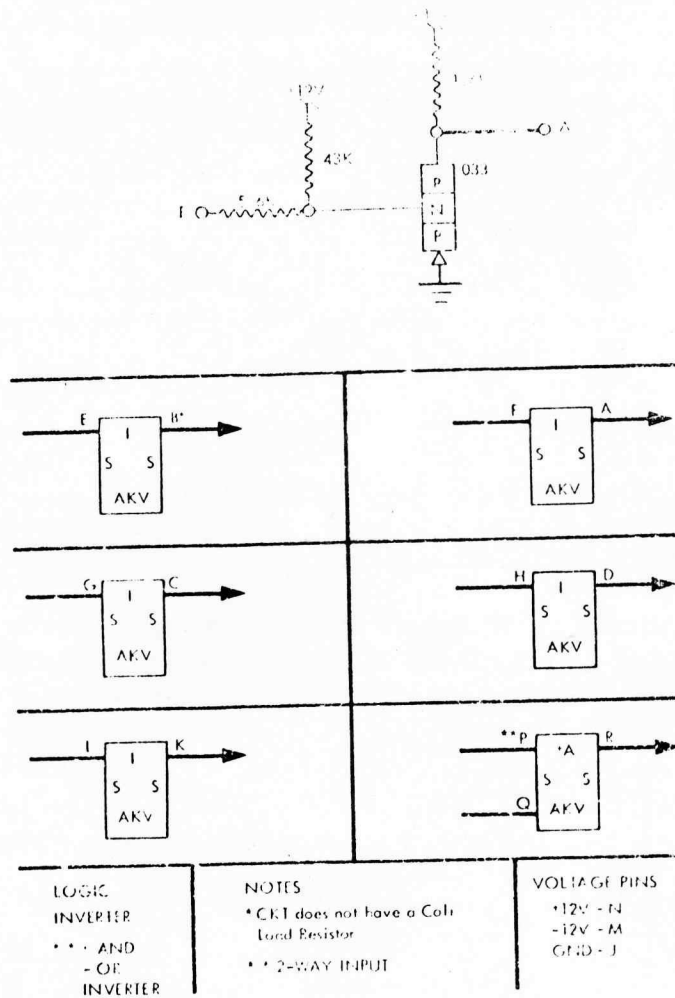 +12V
43K
033
P
N
P
A
F
E I B*
S S
AKV
F I A
S S
AKV
G I C
S S
AKV
H I D
S S
AKV
I I K
S S
AKV
**P +A R
S S
Q AKV
LOGIC
INVERTER
** + AND
- OR
INVERTER
NOTES
* CKT does not have a Coll
Load Resistor
** 2-WAY INPUT
VOLTAGE PINS
+12V - N
-12V - M
GND - J